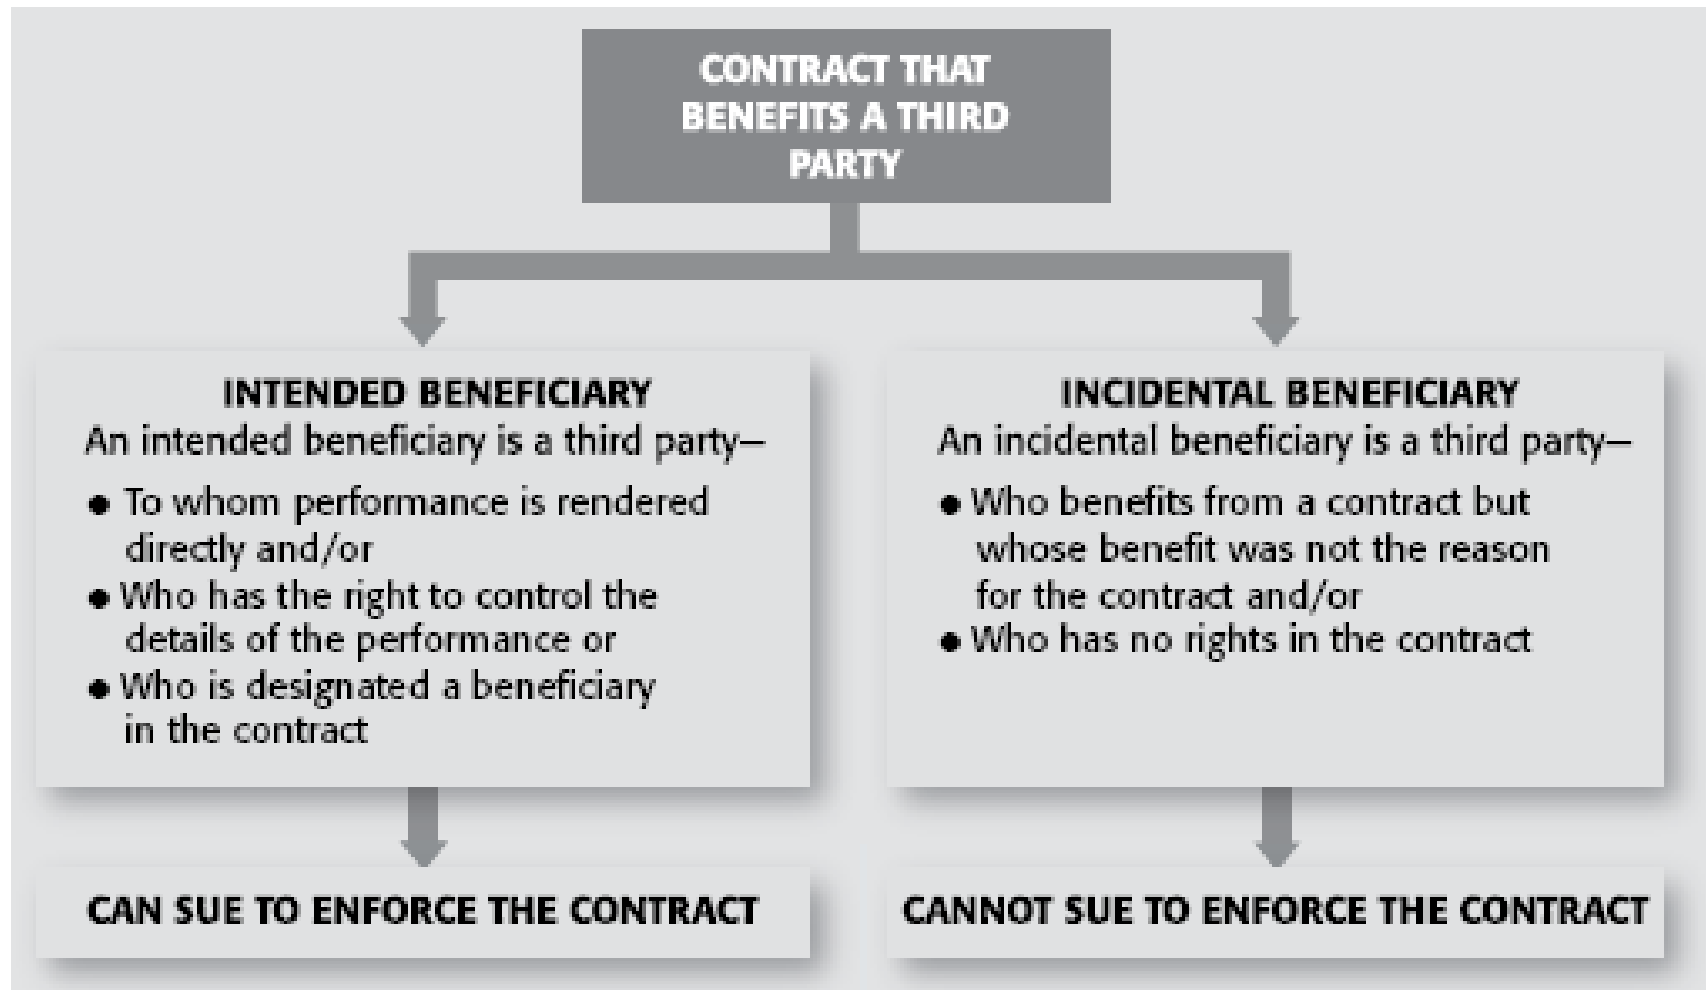 CONTRACT THAT
BENEFITS A THIRD
PARTY
INTENDED BENEFICIARY
An intended beneficiary is a third party—
● To whom performance is rendered
directly and/or
● Who has the right to control the
details of the performance or
● Who is designated a beneficiary
in the contract
CAN SUE TO ENFORCE THE CONTRACT
INCIDENTAL BENEFICIARY
An incidental beneficiary is a third party—
● Who benefits from a contract but
whose benefit was not the reason
for the contract and/or
● Who has no rights in the contract
CANNOT SUE TO ENFORCE THE CONTRACT